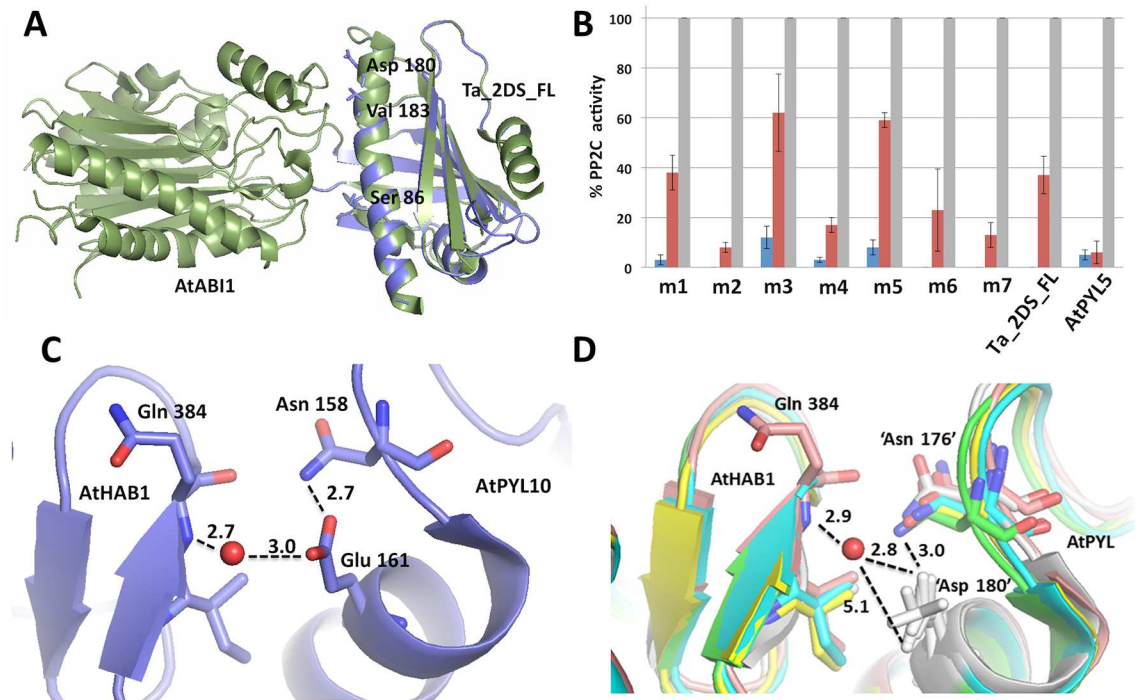 A
Asp 180
Ta_2DS_FL
Val 183
Ser 86
AtABI1
B
% PP2C activity
100
80
60
40
20
0
m1
m2
m3
m4
m5
m6
m7
Ta_2DS_FL
AtPYL5
C
Gln 384
Asn 158
AtHAB1
AtPYL10
2.7
2.7
3.0
Glu 161
D
Gln 384
'Asn 176'
AtHAB1
2.9
AtPYL
2.8
3.0
'Asp 180'
5.1